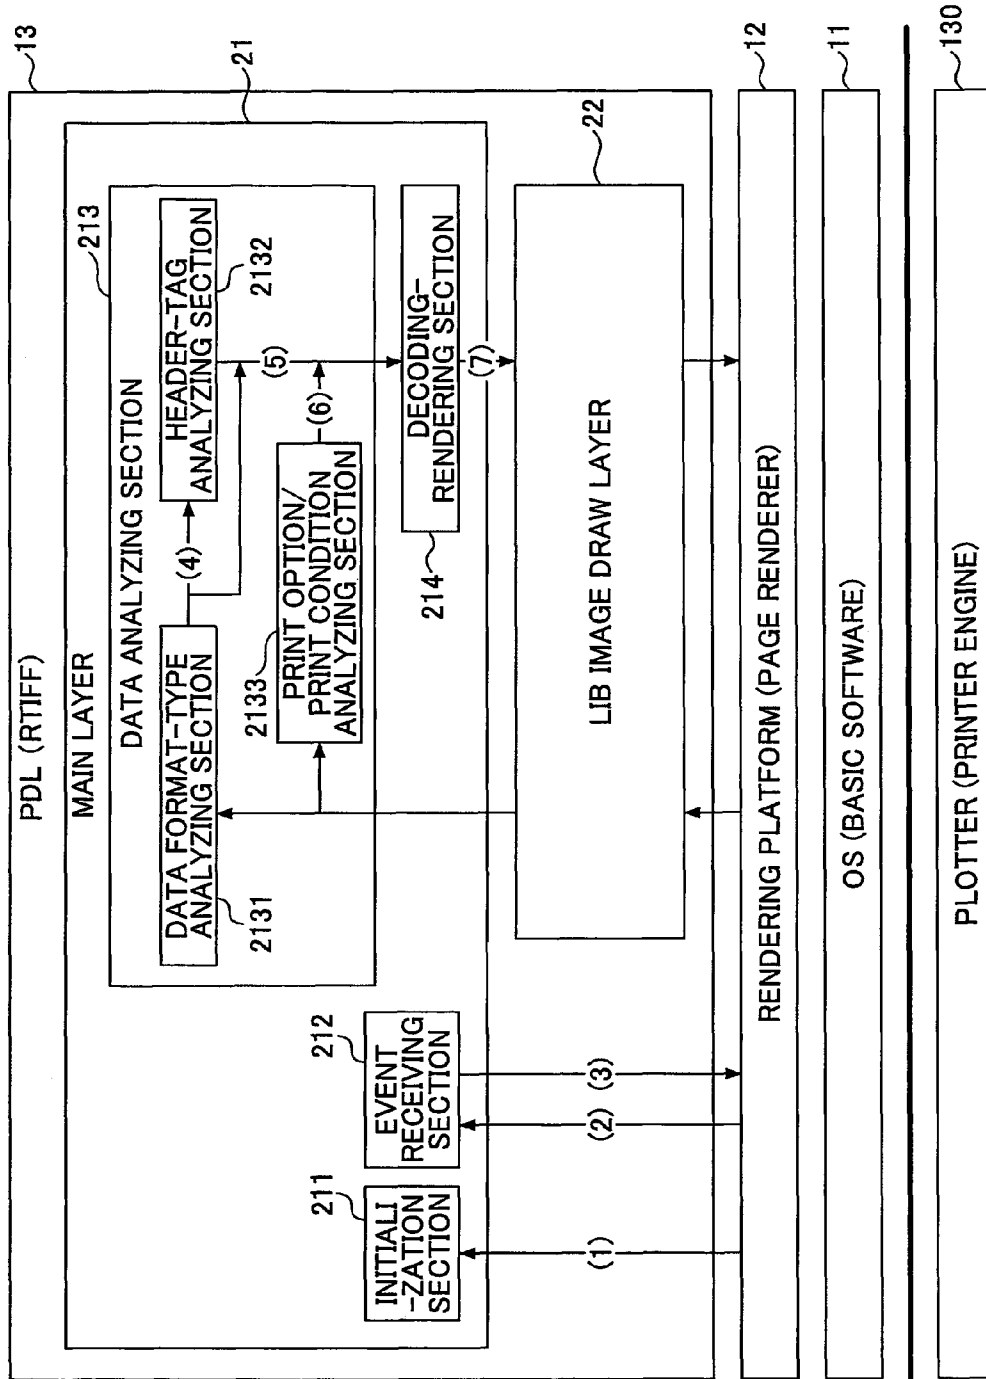 PDL (RTIFF)
13
MAIN LAYER
21
DATA ANALYZING SECTION
213
DATA FORMAT-TYPE
ANALYZING SECTION
2131
(4)
HEADER-TAG
ANALYZING SECTION
2132
(5)
2133
PRINT OPTION/
PRINT CONDITION
ANALYZING SECTION
(6)
211
INITIALI
-ZATION
SECTION
212
EVENT
RECEIVING
SECTION
214
DECODING-
RENDERING SECTION
(7)
(1)
(2)
(3)
LIB IMAGE DRAW LAYER
22
RENDERING PLATFORM (PAGE RENDERER)
12
OS (BASIC SOFTWARE)
11
PLOTTER (PRINTER ENGINE)
130